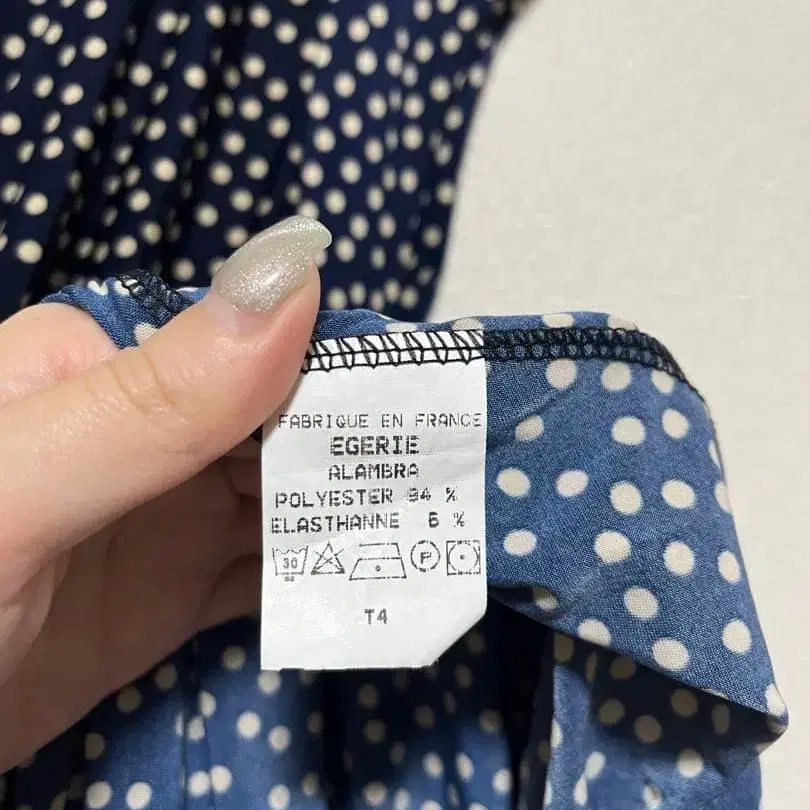 FABRIQUE EN FRANCE
EGERIE
ALAMBRA
POLYESTER 94 %
ELASTHANNE 6 %
30 P
T4